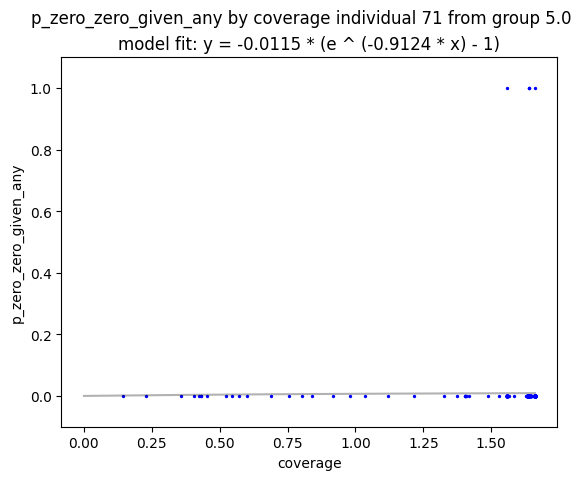 p_zero_zero_given_any by coverage individual 71 from group 5.0
model fit: y = -0.0115 * (e ^ (-0.9124 * x) - 1)
1.0
0.8
0.6
0.4
0.2
0.0
p_zero_zero_given_any
0.00 0.25 0.50 0.75 1.00 1.25 1.50
coverage